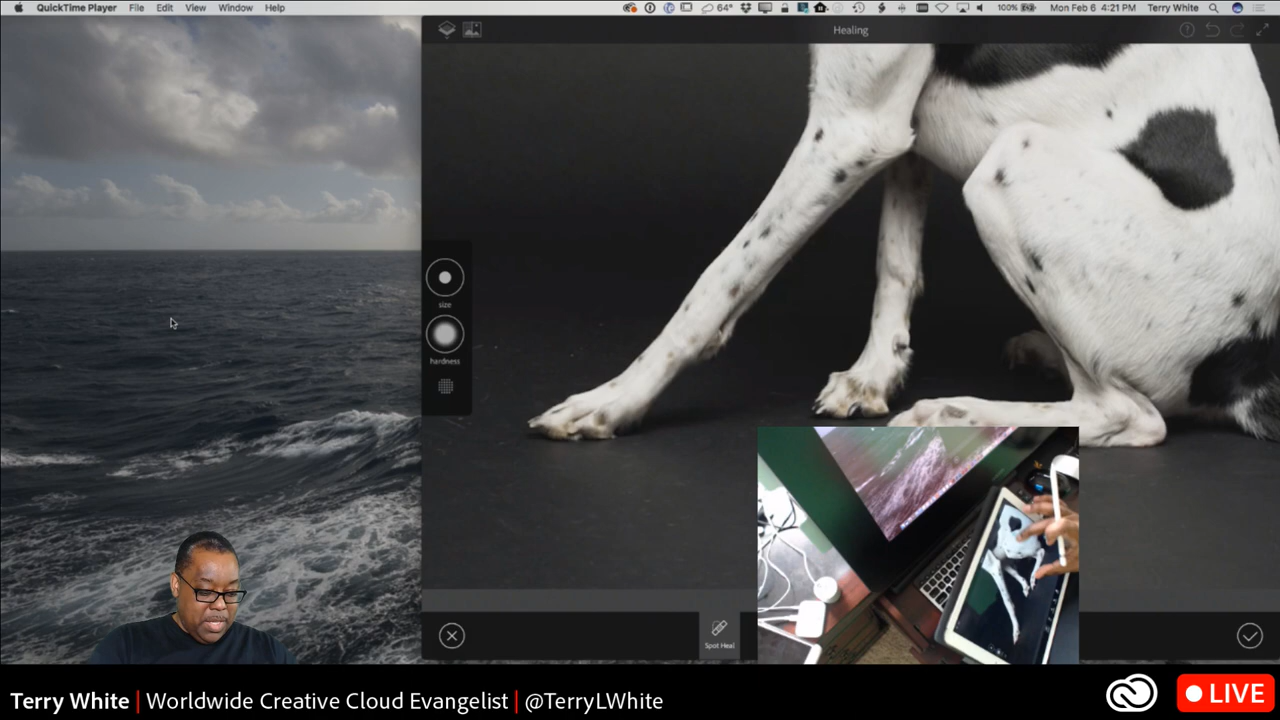 QuickTime Player File Edit View Window Help
64° 100% Mon Feb 6 4:21 PM Terry White
Healing
size
hardness
Spot Heal
Terry White | Worldwide Creative Cloud Evangelist | @TerryLWhite
LIVE